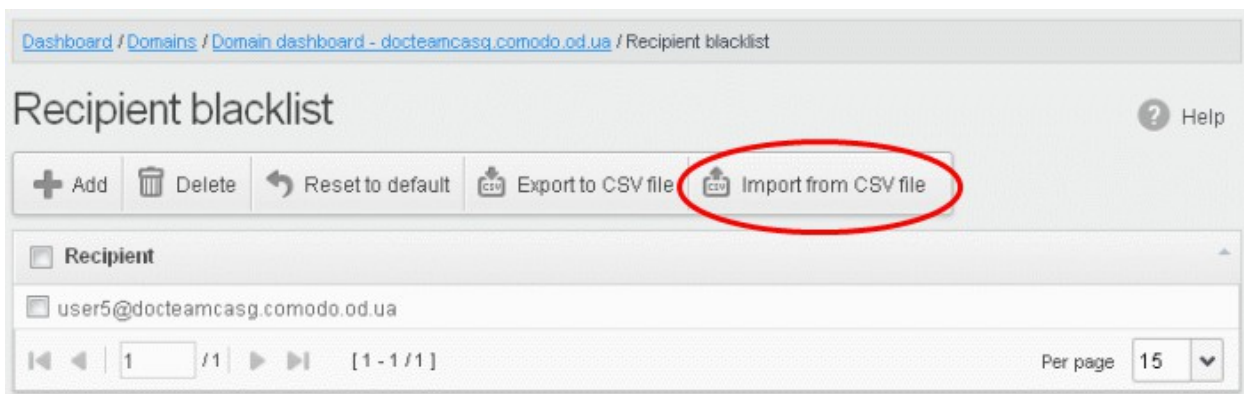 Dashboard / Domains / Domain dashboard - docteamcasg.comodo.od.ua / Recipient blacklist
Recipient blacklist
Help
Add Delete Reset to default CSV Export to CSV file CSV Import from CSV file
Recipient
user5@docteamcasg.comodo.od.ua
1 /1 [1-1/1] Per page 15